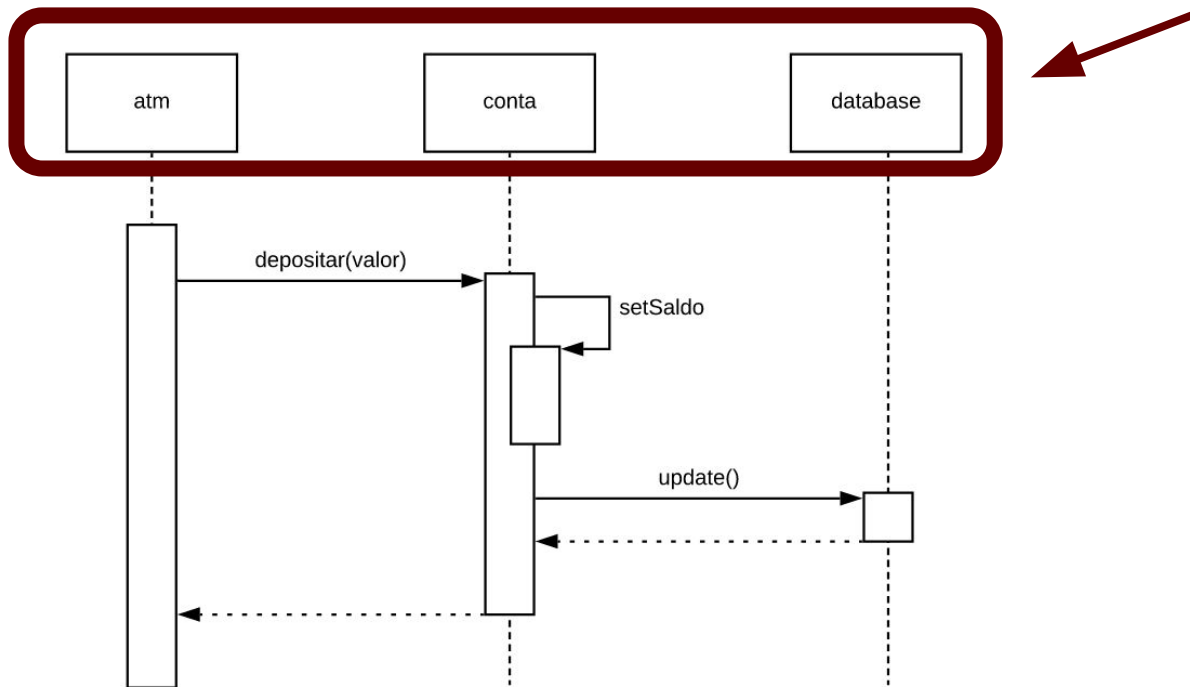 atm
conta
database
depositar(valor)
setSaldo
update()